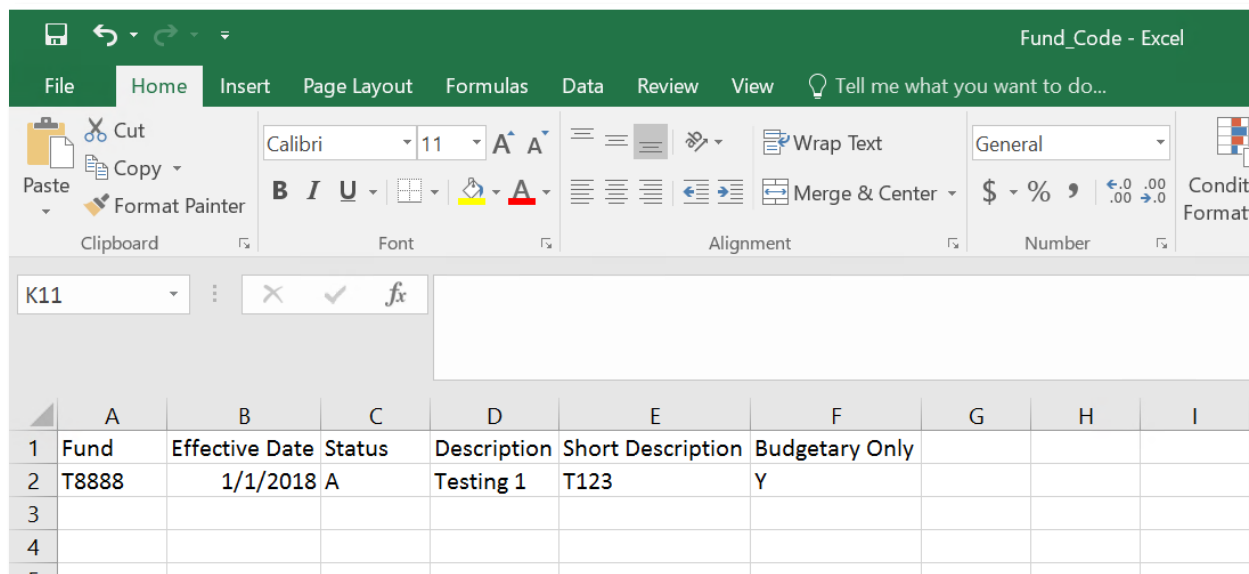 Fund_Code - Excel
File Home Insert Page Layout Formulas Data Review View Tell me what you want to do...
Cut
Copy
Format Painter
Paste
Clipboard
Calibri 11
B I U
Font
Wrap Text
Merge & Center
Alignment
General
$ % ,
Number
Condit
Format
K11 fx
A B C D E F G H I
1 Fund Effective Date Status Description Short Description Budgetary Only
2 T8888 1/1/2018 A Testing 1 T123 Y
3
4